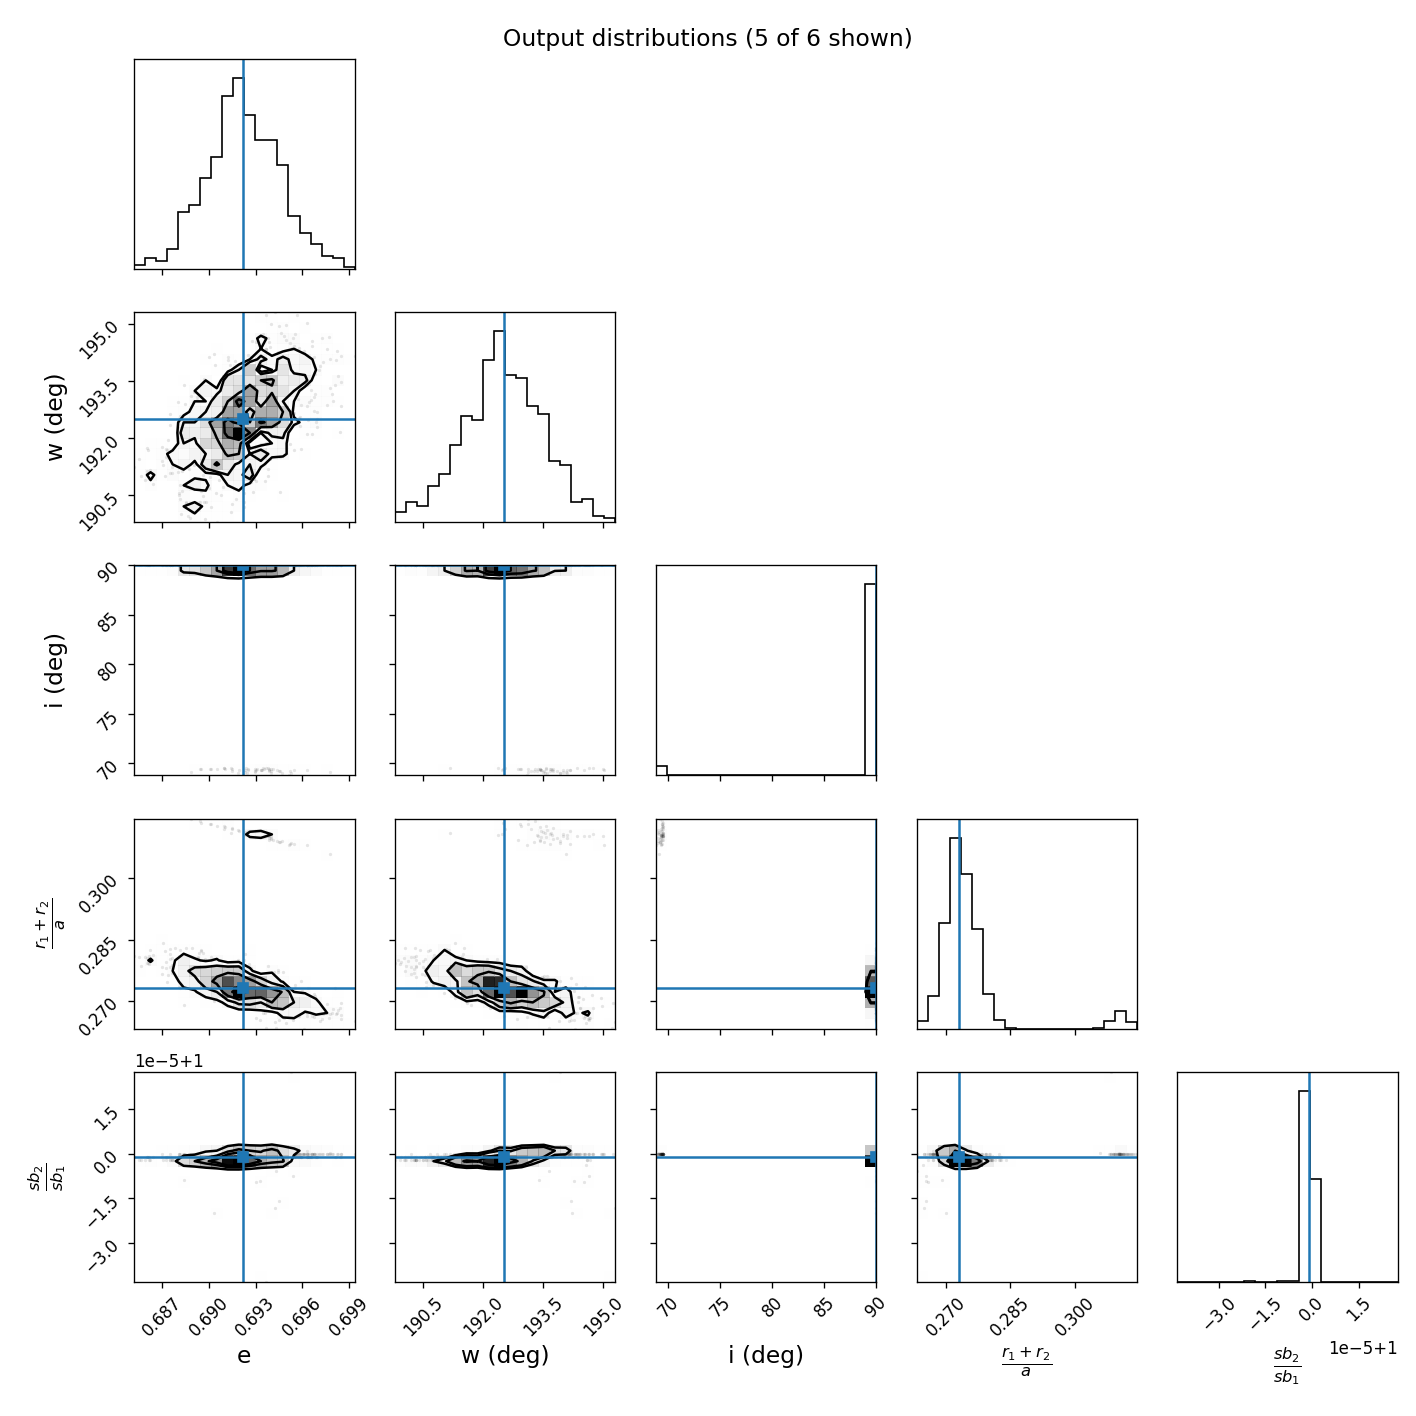 Output distributions (5 of 6 shown)
195.0
193.5
192.0
190.5
w (deg)
90
85
80
75
70
i (deg)
0.300
0.285
0.270
r₁ + r₂
a
1e−5+1
1.5
0.0
−1.5
−3.0
sb₂
sb₁
0.687 0.690 0.693 0.696 0.699
e
190.5 192.0 193.5 195.0
w (deg)
70 75 80 85 90
i (deg)
0.270 0.285 0.300
r₁ + r₂
a
−3.0 −1.5 0.0 1.5
1e−5+1
sb₂
sb₁